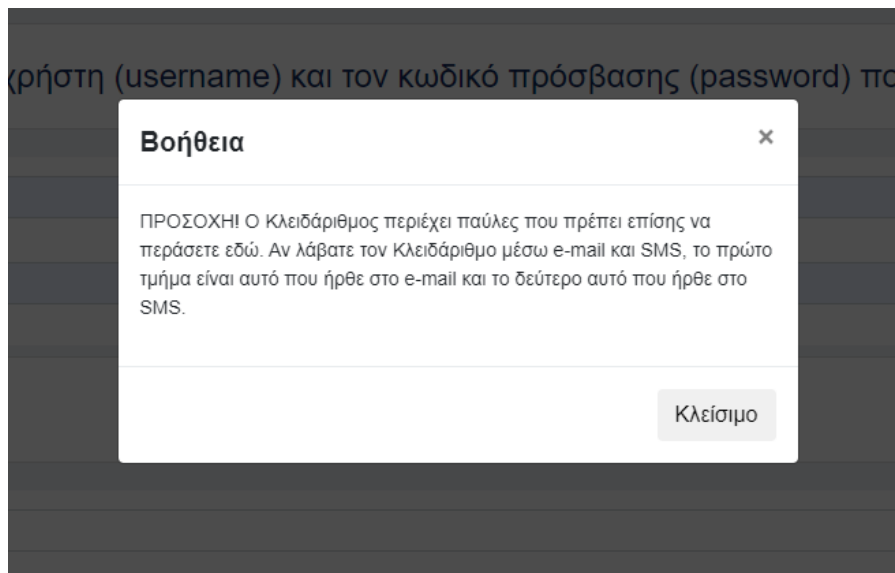 χρήστη (username) και τον κωδικό πρόσβασης (password) πο
Βοήθεια ×
ΠΡΟΣΟΧΗ! Ο Κλειδάριθμος περιέχει παύλες που πρέπει επίσης να
περάσετε εδώ. Αν λάβατε τον Κλειδάριθμο μέσω e-mail και SMS, το πρώτο
τμήμα είναι αυτό που ήρθε στο e-mail και το δεύτερο αυτό που ήρθε στο
SMS.
Κλείσιμο